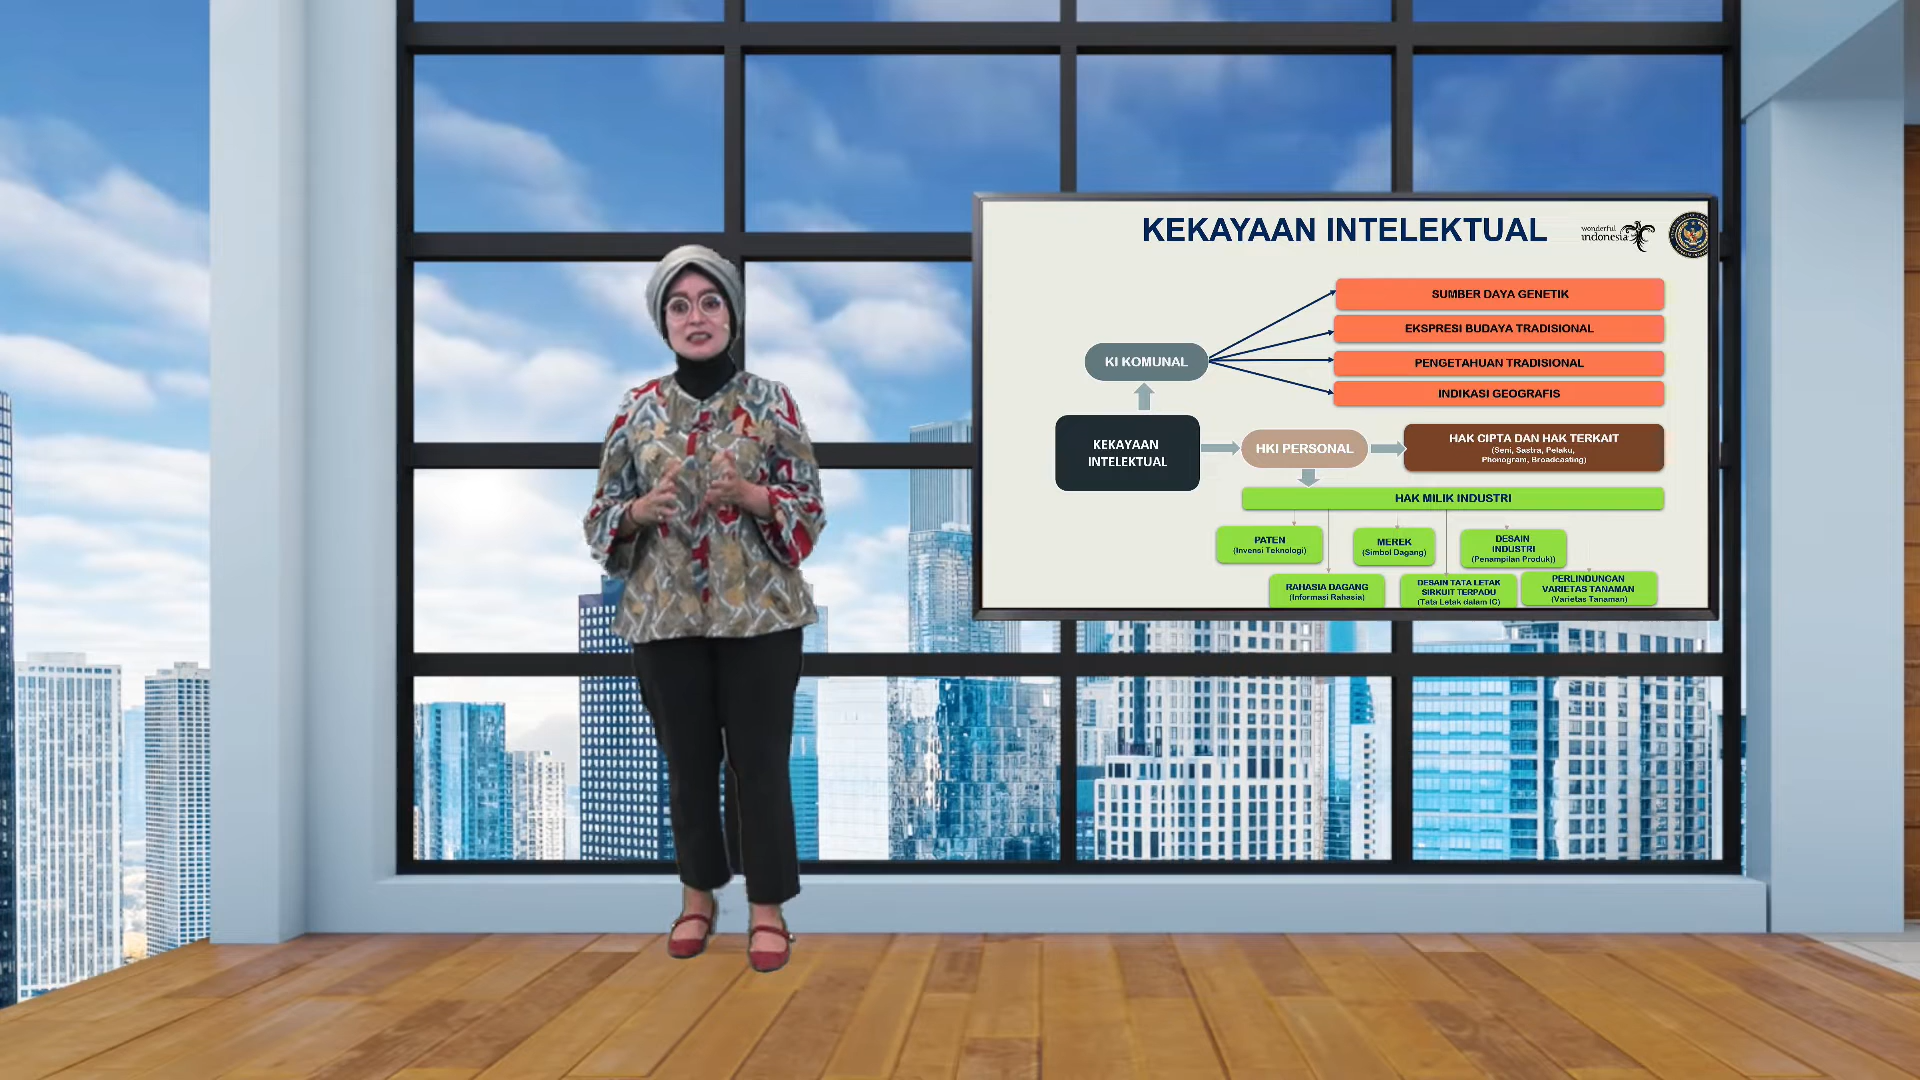 KEKAYAAN INTELEKTUAL
wonderful
indonesia
SUMBER DAYA GENETIK
EKSPRESI BUDAYA TRADISIONAL
KI KOMUNAL
PENGETAHUAN TRADISIONAL
INDIKASI GEOGRAFIS
KEKAYAAN
INTELEKTUAL
HKI PERSONAL
HAK CIPTA DAN HAK TERKAIT
(Seni, Sastra, Pelaku,
Phonogram, Broadcasting)
HAK MILIK INDUSTRI
PATEN
(Invensi Teknologi)
MEREK
(Simbol Dagang)
DESAIN
INDUSTRI
(Penampilan Produk))
RAHASIA DAGANG
(Informasi Rahasia)
DESAIN TATA LETAK
SIRKUIT TERPADU
(Tata Letak dalam IC)
PERLINDUNGAN
VARIETAS TANAMAN
(Varietas Tanaman)